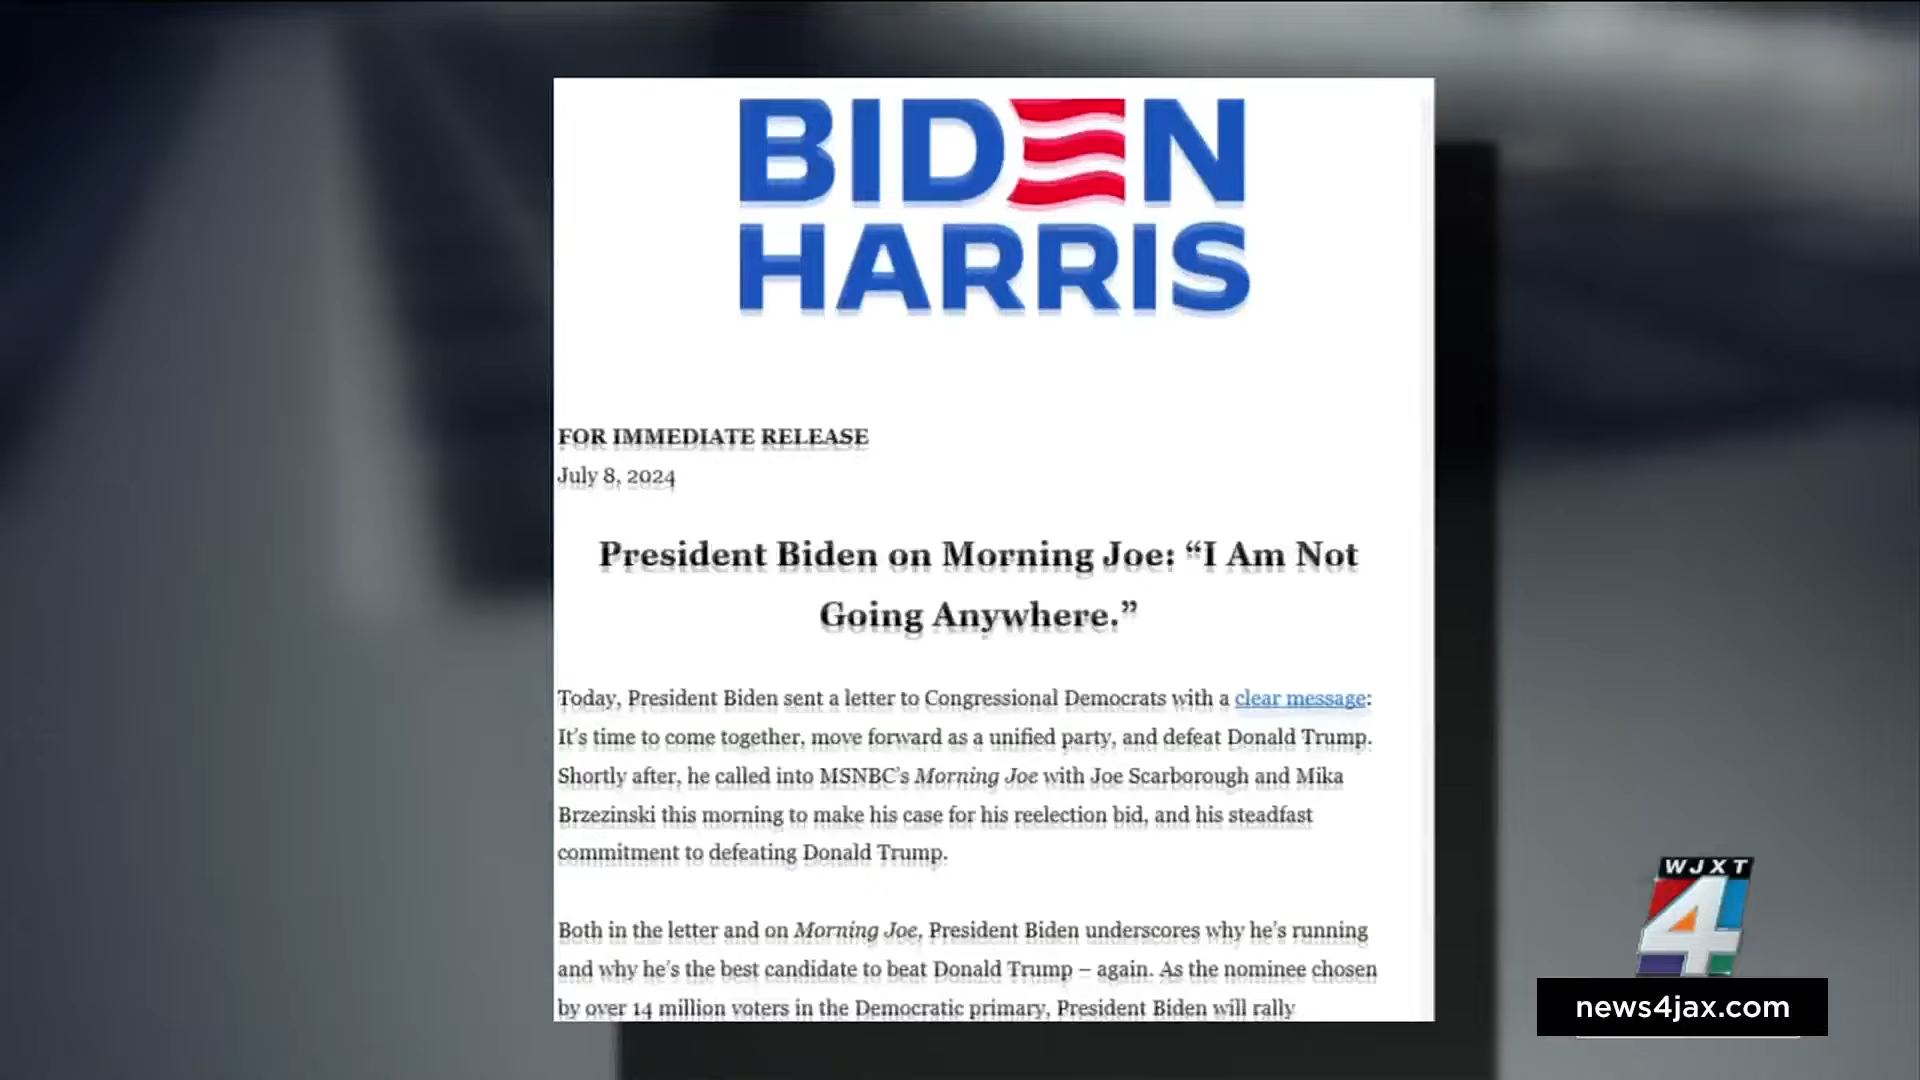 BIDEN
HARRIS
FOR IMMEDIATE RELEASE
July 8, 2024
President Biden on Morning Joe: “I Am Not
Going Anywhere.”
Today, President Biden sent a letter to Congressional Democrats with a clear message:
It’s time to come together, move forward as a unified party, and defeat Donald Trump.
Shortly after, he called into MSNBC’s Morning Joe with Joe Scarborough and Mika
Brzezinski this morning to make his case for his reelection bid, and his steadfast
commitment to defeating Donald Trump.
Both in the letter and on Morning Joe, President Biden underscores why he’s running
and why he’s the best candidate to beat Donald Trump – again. As the nominee chosen
by over 14 million voters in the Democratic primary, President Biden will rally
WJXT
4
news4jax.com